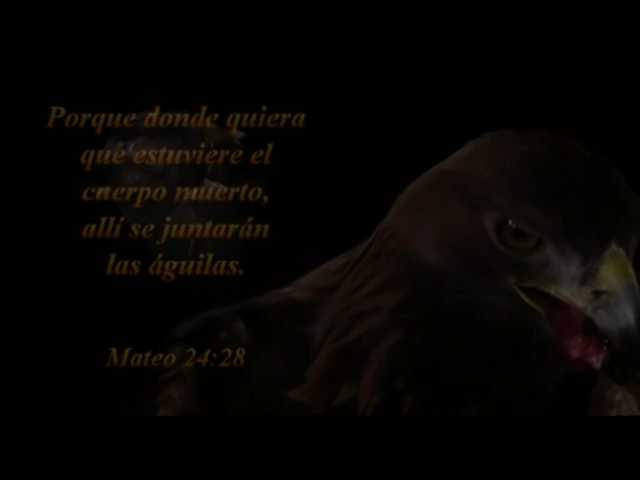 Porque donde quiera
que estuviere el
cuerpo muerto,
allí se juntarán
las águilas.
Mateo 24:28